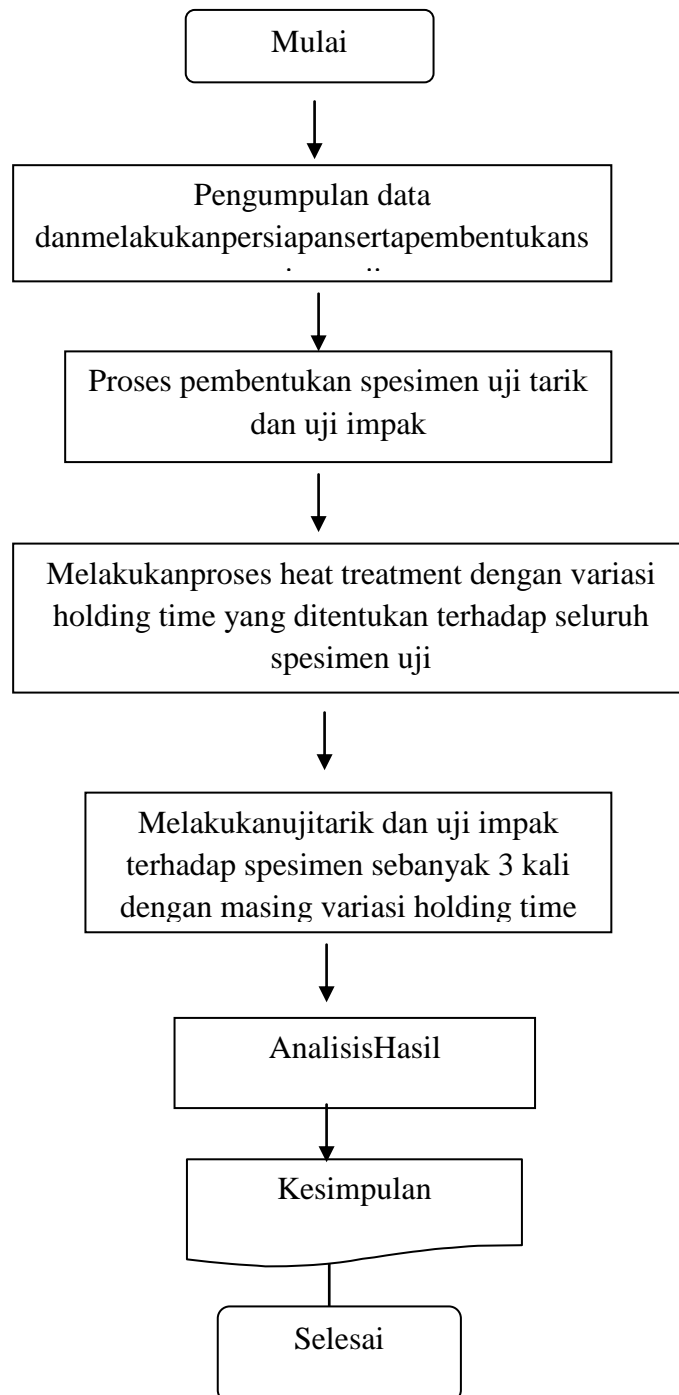 Mulai
Pengumpulan data
danmelakukanpersiapansertapembentukans
Proses pembentukan spesimen uji tarik
dan uji impak
Melakukanproses heat treatment dengan variasi
holding time yang ditentukan terhadap seluruh
spesimen uji
Melakukanujitarik dan uji impak
terhadap spesimen sebanyak 3 kali
dengan masing variasi holding time
AnalisisHasil
Kesimpulan
Selesai